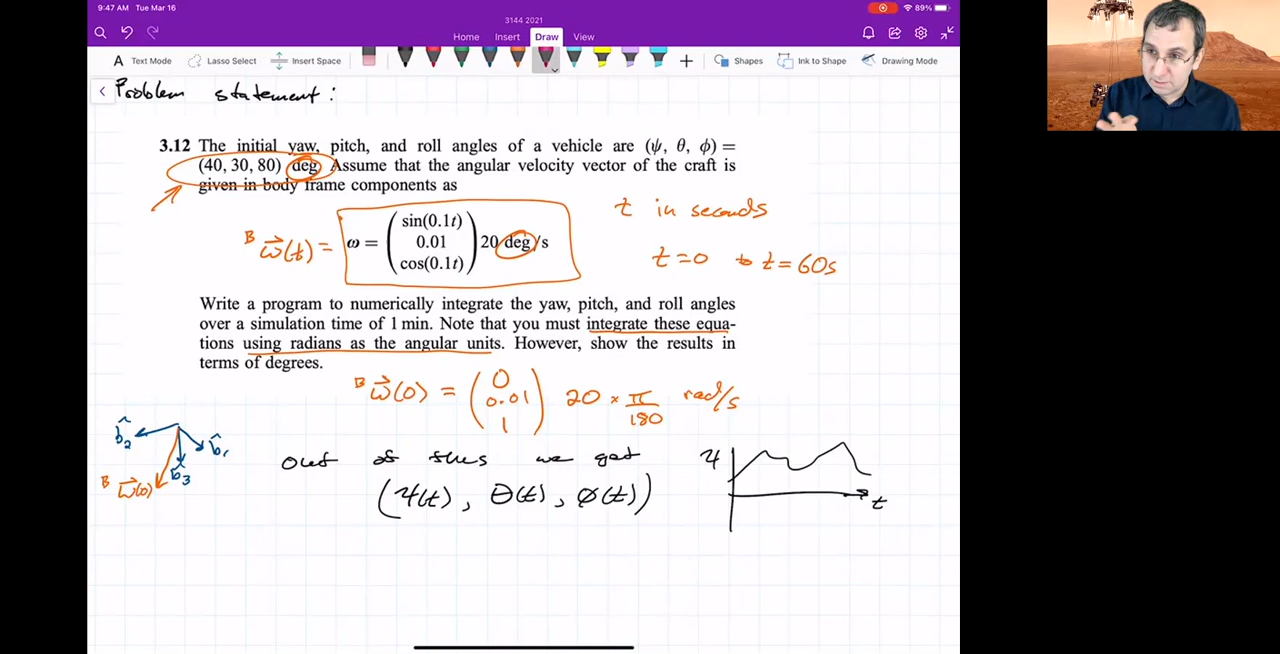 9:47 AM Tue Mar 16
89%
3144 2021
Home Insert Draw View
Text Mode Lasso Select Insert Space Shapes Ink to Shape Drawing Mode
Problem statement :
3.12 The initial yaw, pitch, and roll angles of a vehicle are (ψ, θ, ϕ) =
(40, 30, 80) deg. Assume that the angular velocity vector of the craft is
given in body frame components as
t in seconds
t = 0 to t = 60s
ᴮω⃗(t) = ω = ( sin(0.1t) 0.01 cos(0.1t) ) 20 deg/s
Write a program to numerically integrate the yaw, pitch, and roll angles
over a simulation time of 1 min. Note that you must integrate these equa-
tions using radians as the angular units. However, show the results in
terms of degrees.
ᴮω⃗(0) = ( 0 0.01 1 ) 20 × π/180 rad/s
b̂₂ b̂₁
b̂₃
ᴮω⃗(0)
out of this we get
(ψ(t), θ(t), ϕ(t))
ψ
t